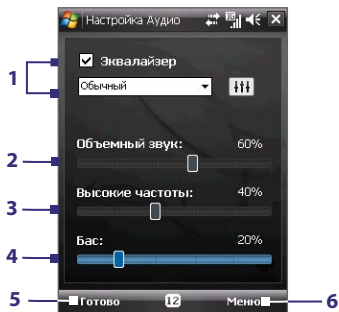 Настройка Аудио
1
Эквалайзер
Обычный
2
Объемный звук: 60%
3
Высокие частоты: 40%
4
Бас: 20%
5 Готово 12 Меню 6